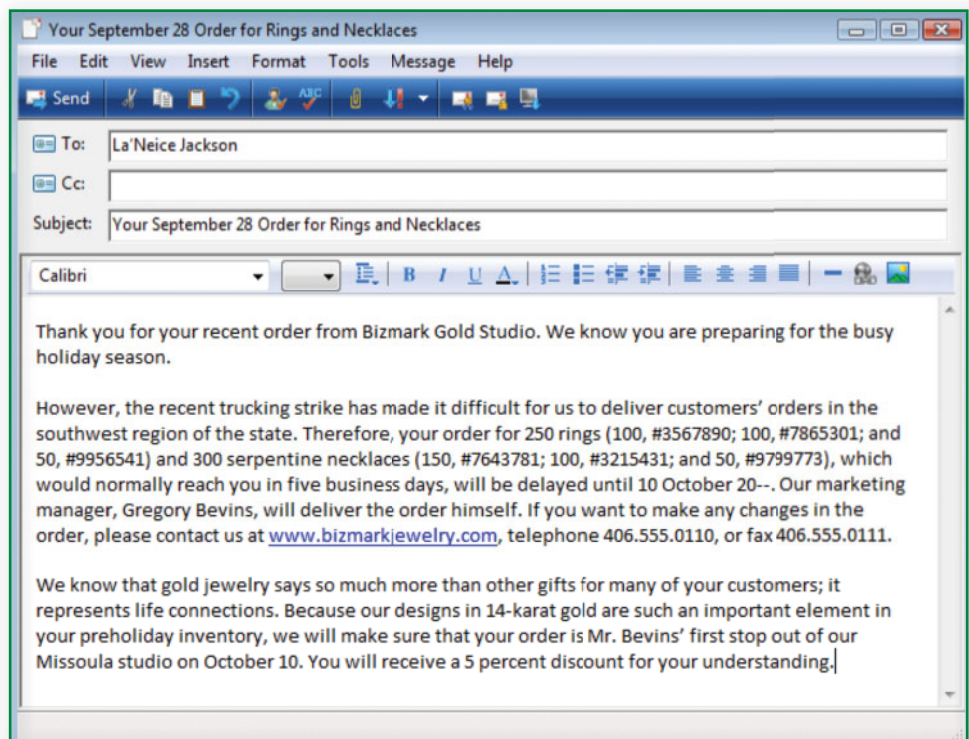 Your September 28 Order for Rings and Necklaces
File Edit View Insert Format Tools Message Help
Send
To: La'Neice Jackson
Cc:
Subject: Your September 28 Order for Rings and Necklaces
Calibri B I U A
Thank you for your recent order from Bizmark Gold Studio. We know you are preparing for the busy
holiday season.
However, the recent trucking strike has made it difficult for us to deliver customers’ orders in the
southwest region of the state. Therefore, your order for 250 rings (100, #3567890; 100, #7865301; and
50, #9956541) and 300 serpentine necklaces (150, #7643781; 100, #3215431; and 50, #9799773), which
would normally reach you in five business days, will be delayed until 10 October 20--. Our marketing
manager, Gregory Bevins, will deliver the order himself. If you want to make any changes in the
order, please contact us at www.bizmarkjewelry.com, telephone 406.555.0110, or fax 406.555.0111.
We know that gold jewelry says so much more than other gifts for many of your customers; it
represents life connections. Because our designs in 14-karat gold are such an important element in
your preholiday inventory, we will make sure that your order is Mr. Bevins’ first stop out of our
Missoula studio on October 10. You will receive a 5 percent discount for your understanding.